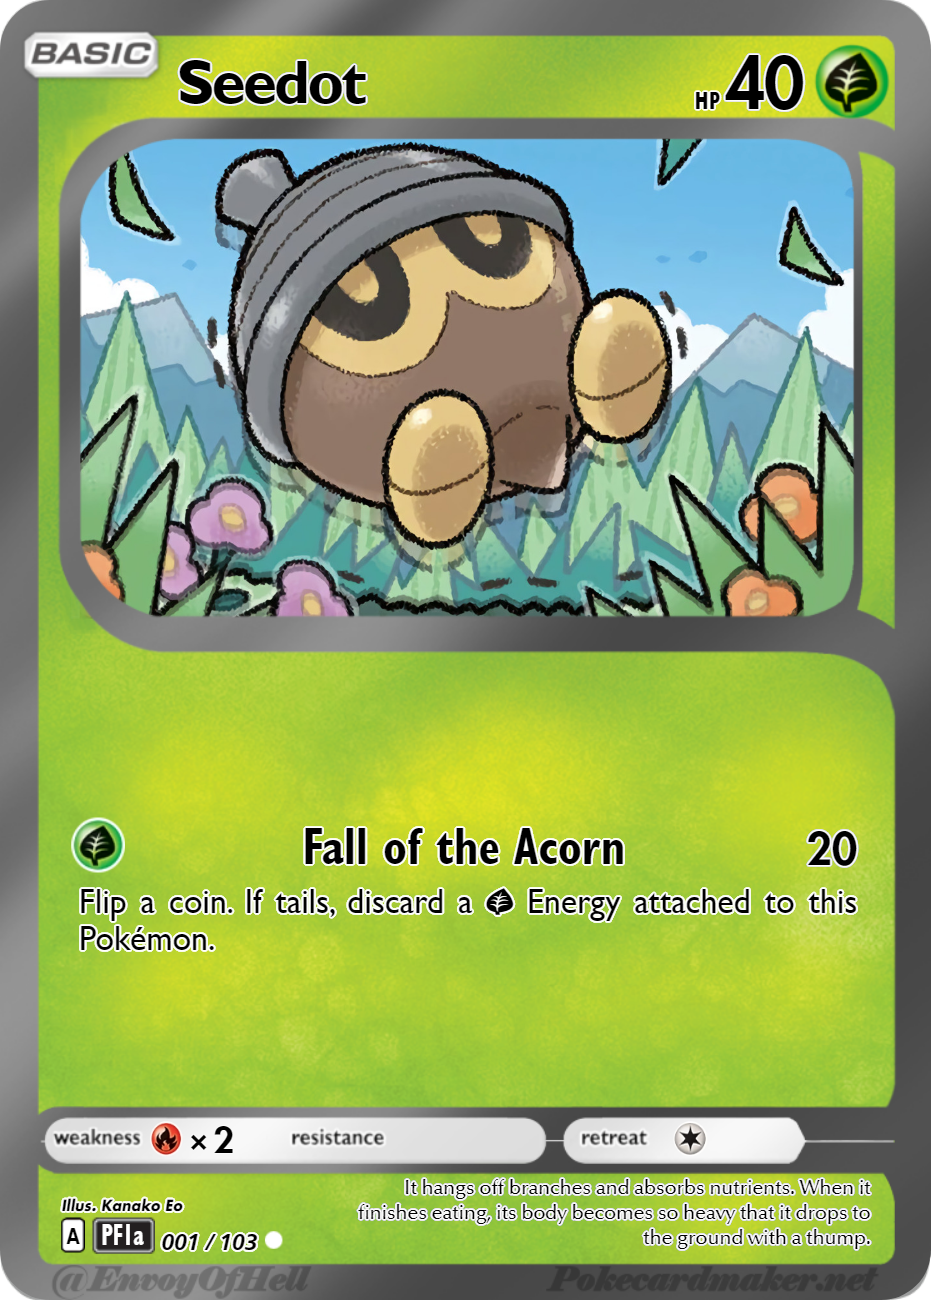 BASIC
Seedot
HP 40
Fall of the Acorn 20
Flip a coin. If tails, discard a Energy attached to this
Pokémon.
weakness × 2 resistance retreat
It hangs off branches and absorbs nutrients. When it
finishes eating, its body becomes so heavy that it drops to
the ground with a thump.
Illus. Kanako Eo
A PF1a 001 / 103
@EnvoyOfHell Pokecardmaker.net